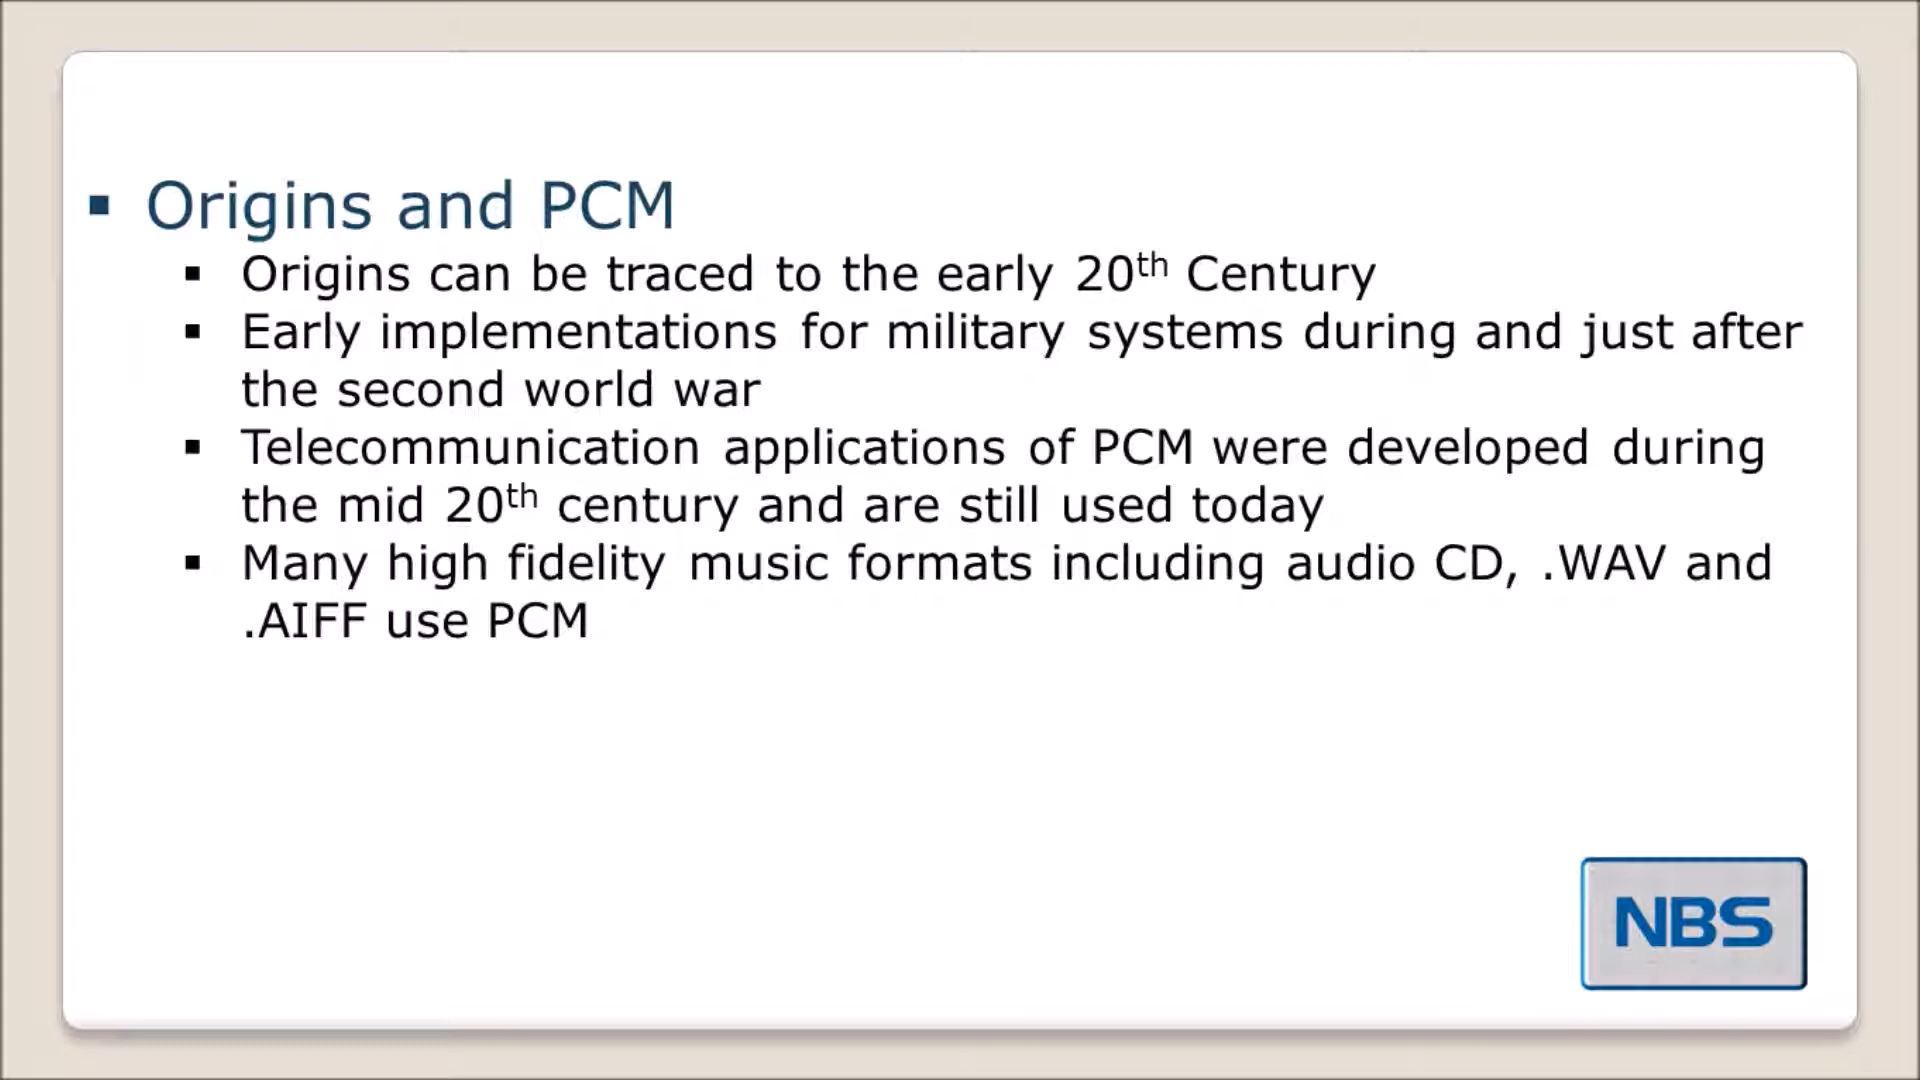 ▪ Origins and PCM
▪ Origins can be traced to the early 20th Century
▪ Early implementations for military systems during and just after
the second world war
▪ Telecommunication applications of PCM were developed during
the mid 20th century and are still used today
▪ Many high fidelity music formats including audio CD, .WAV and
.AIFF use PCM
NBS